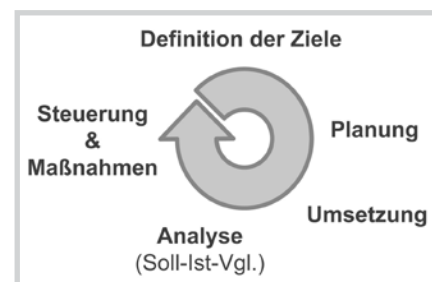 Definition der Ziele
Steuerung
&
Maßnahmen
Planung
Umsetzung
Analyse
(Soll-Ist-Vgl.)